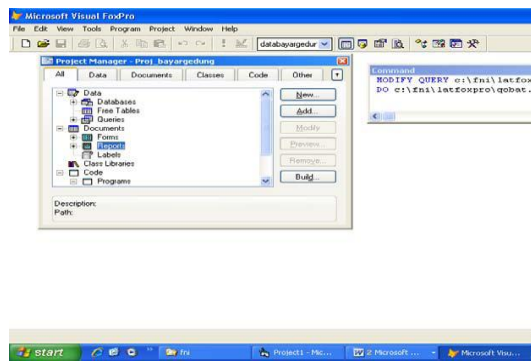 Microsoft Visual FoxPro
File Edit View Tools Program Project Window Help
databayargedur
Project Manager - Proj_bayargedung
All Data Documents Classes Code Other
Data
Databases
Free Tables
Queries
Documents
Forms
Reports
Labels
Class Libraries
Code
Programs
New...
Add...
Modify
Preview...
Remove...
Build...
Description:
Path:
Command
MODIFY QUERY c:\fni\latfox
DO c:\fni\latfoxpro\qobat.
start
fni
Project1 - Mic...
2 Microsoft ...
Microsoft Visu...